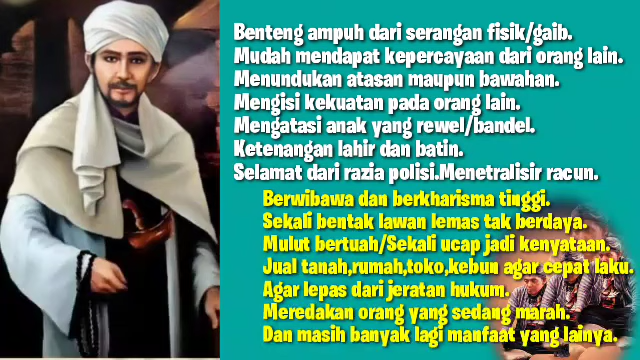 Benteng ampuh dari serangan fisik/gaib.
Mudah mendapat kepercayaan dari orang lain.
Menundukan atasan maupun bawahan.
Mengisi kekuatan pada orang lain.
Mengatasi anak yang rewel/bandel.
Ketenangan lahir dan batin.
Selamat dari razia polisi.Menetralisir racun.
Berwibawa dan berkharisma tinggi.
Sekali bentak lawan lemas tak berdaya.
Mulut bertuah/Sekali ucap jadi kenyataan.
Jual tanah,rumah,toko,kebun agar cepat laku.
Agar lepas dari jeratan hukum.
Meredakan orang yang sedang marah.
Dan masih banyak lagi manfaat yang lainya.